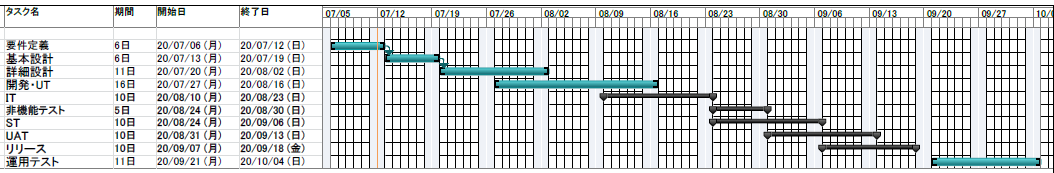 タスク名 期間 開始日 終了日 07/05 07/12 07/19 07/26 08/02 08/09 08/16 08/23 08/30 09/06 09/13 09/20 09/27
要件定義 6日 20/07/06 (月) 20/07/12 (日)
基本設計 6日 20/07/13 (月) 20/07/19 (日)
詳細設計 11日 20/07/20 (月) 20/08/02 (日)
開発・UT 16日 20/07/27 (月) 20/08/16 (日)
IT 10日 20/08/10 (月) 20/08/23 (日)
非機能テスト 5日 20/08/24 (月) 20/08/30 (日)
ST 10日 20/08/24 (月) 20/09/06 (日)
UAT 10日 20/08/31 (月) 20/09/13 (日)
リリース 10日 20/09/07 (月) 20/09/18 (金)
運用テスト 11日 20/09/21 (月) 20/10/04 (日)